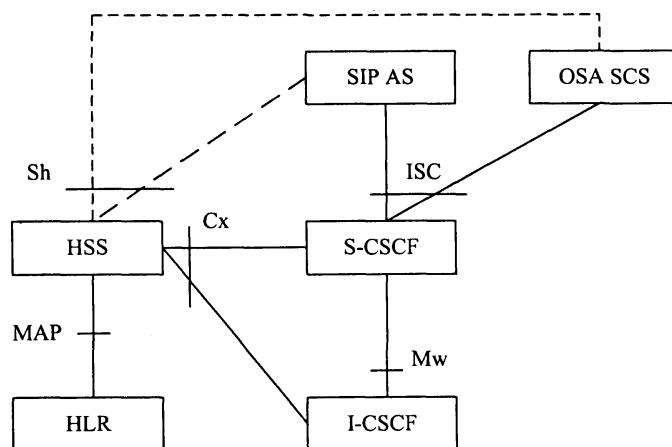 SIP AS
OSA SCS
Sh
ISC
Cx
HSS
S-CSCF
MAP
Mw
HLR
I-CSCF